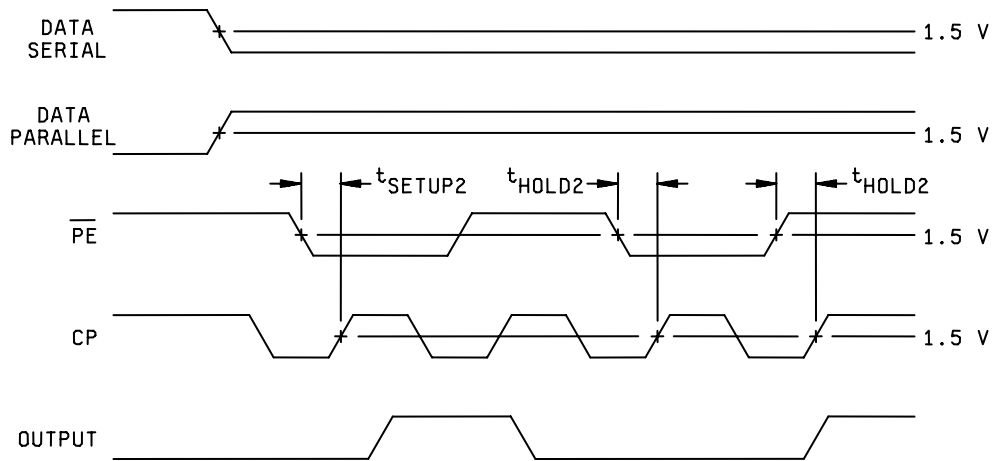 DATA
SERIAL
1.5 V
DATA
PARALLEL
1.5 V
tSETUP2
tHOLD2
tHOLD2
PE
1.5 V
CP
1.5 V
OUTPUT